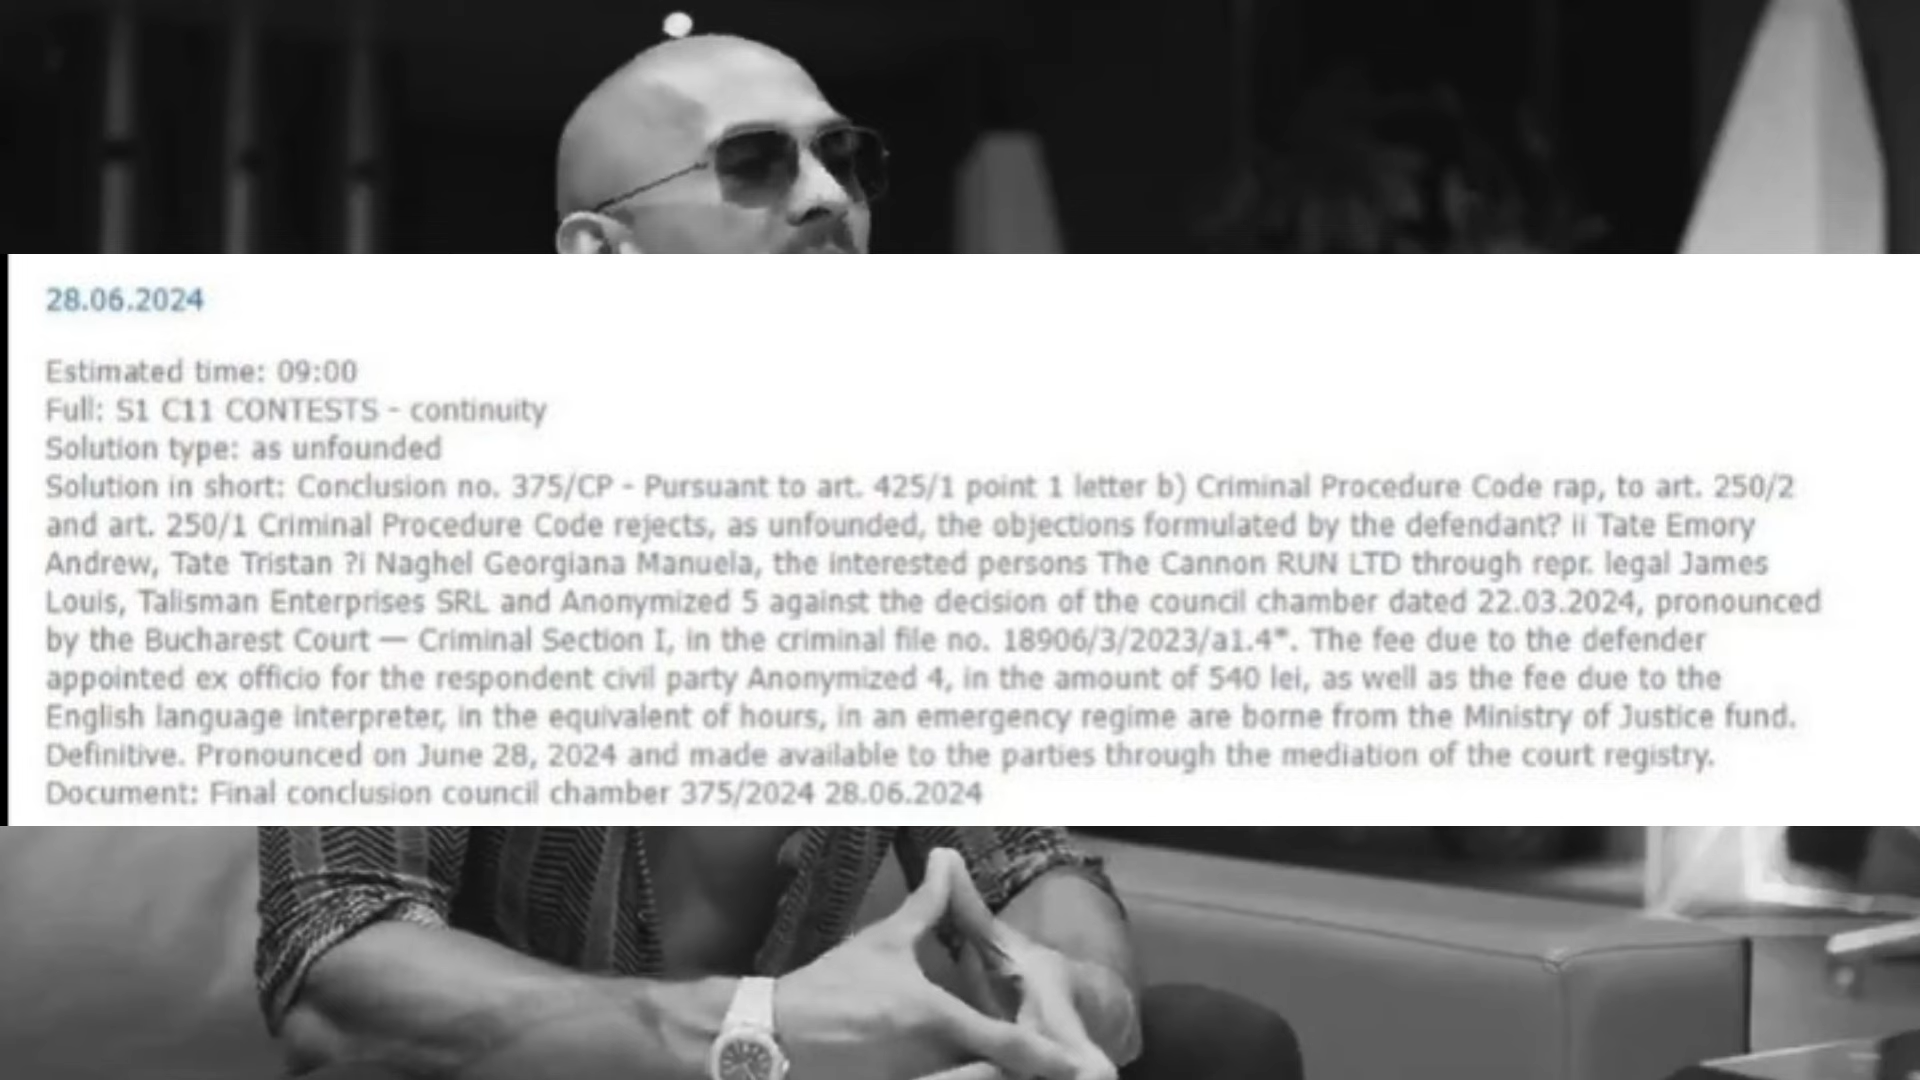 28.06.2024
Estimated time: 09:00
Full: S1 C11 CONTESTS - continuity
Solution type: as unfounded
Solution in short: Conclusion no. 375/CP - Pursuant to art. 425/1 point 1 letter b) Criminal Procedure Code rap, to art. 250/2
and art. 250/1 Criminal Procedure Code rejects, as unfounded, the objections formulated by the defendant? ii Tate Emory
Andrew, Tate Tristan ?i Naghel Georgiana Manuela, the interested persons The Cannon RUN LTD through repr. legal James
Louis, Talisman Enterprises SRL and Anonymized 5 against the decision of the council chamber dated 22.03.2024, pronounced
by the Bucharest Court — Criminal Section I, in the criminal file no. 18906/3/2023/a1.4*. The fee due to the defender
appointed ex officio for the respondent civil party Anonymized 4, in the amount of 540 lei, as well as the fee due to the
English language interpreter, in the equivalent of hours, in an emergency regime are borne from the Ministry of Justice fund.
Definitive. Pronounced on June 28, 2024 and made available to the parties through the mediation of the court registry.
Document: Final conclusion council chamber 375/2024 28.06.2024